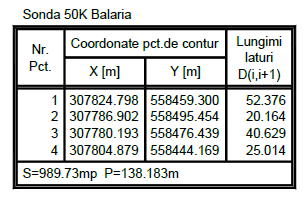 Sonda 50K Balaria
Nr. Pct. Coordonate pct.de contur Lungimi laturi D(i,i+1)
X [m] Y [m]
1 307824.798 558459.300 52.376
2 307786.902 558495.454 20.164
3 307780.193 558476.439 40.629
4 307804.879 558444.169 25.014
S=989.73mp P=138.183m